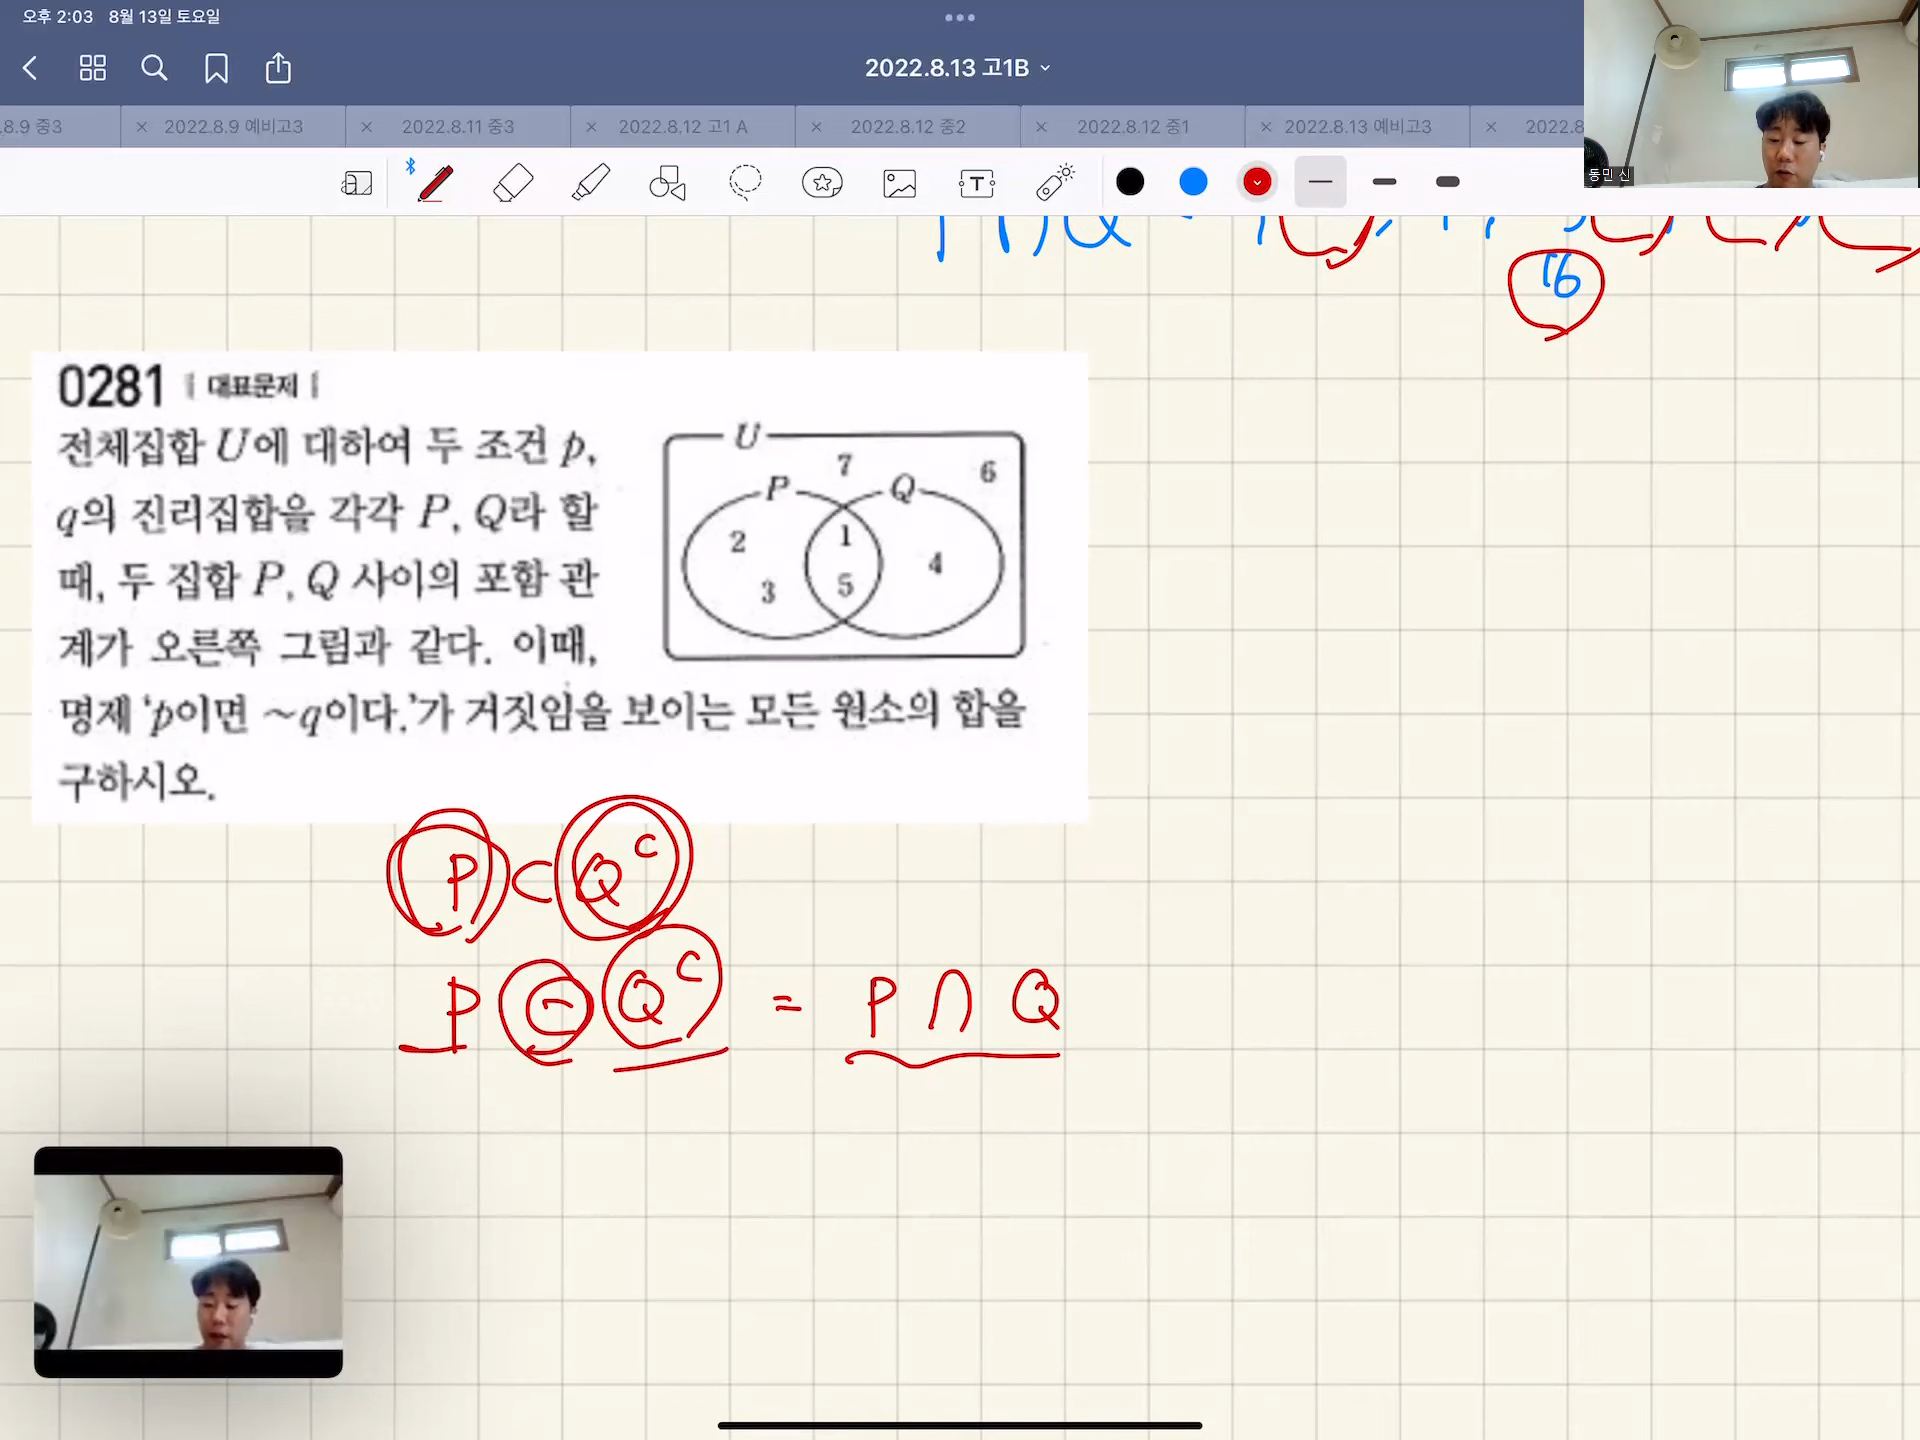 오후 2:03 8월 13일 토요일
2022.8.13 고1B
8.9 중3
2022.8.9 예비고3
2022.8.11 중3
2022.8.12 고1 A
2022.8.12 중2
2022.8.12 중1
2022.8.13 예비고3
2022.8
동민 신
16
0281 대표문제
전체집합 U에 대하여 두 조건 p,
q의 진리집합을 각각 P, Q라 할
때, 두 집합 P, Q 사이의 포함 관
계가 오른쪽 그림과 같다. 이때,
명제 ‘p이면 ~q이다.’가 거짓임을 보이는 모든 원소의 합을
구하시오.
U
7
6
P
Q
2
1
4
3
5
P ⊂ Q^C
P - Q^C = P ∩ Q